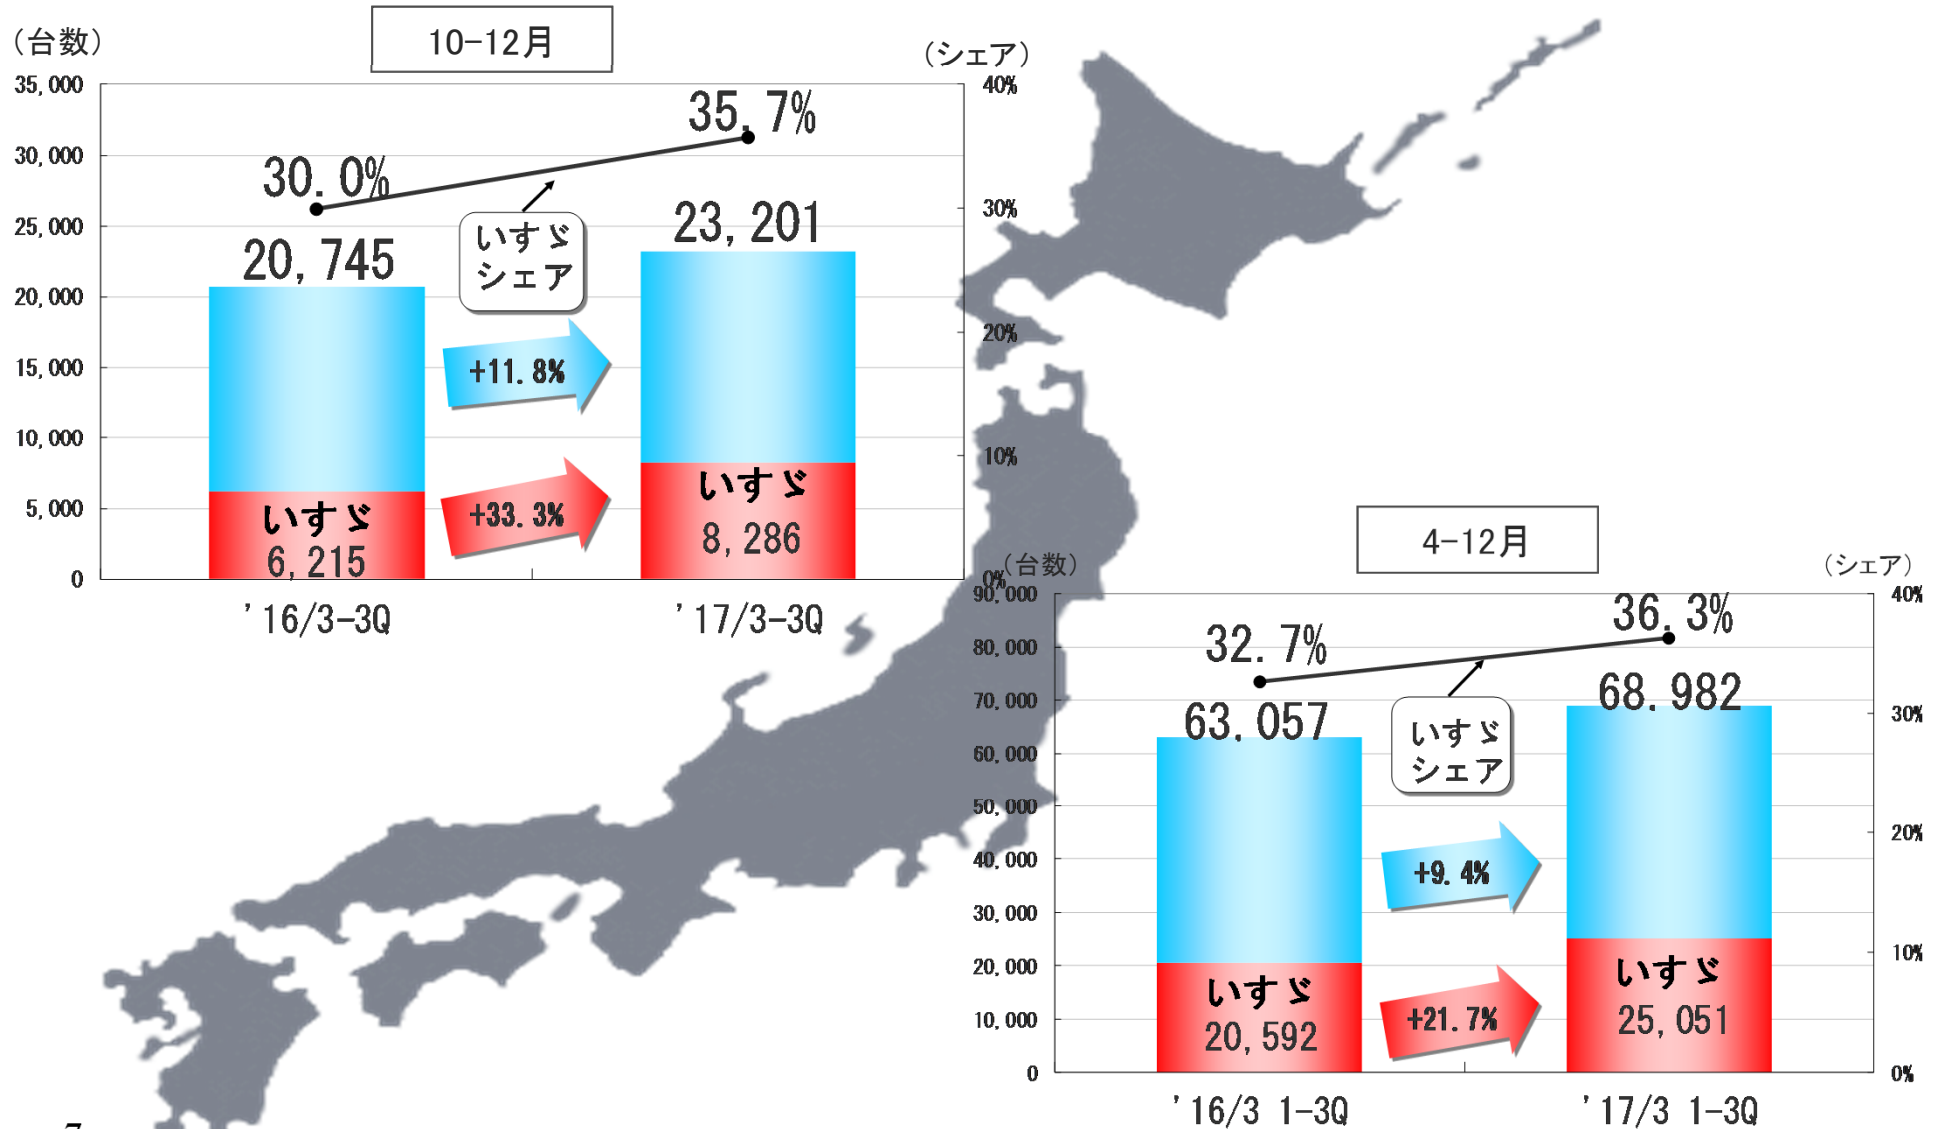 10-12月
（台数）
（シェア）
35,000
30,000
25,000
20,000
15,000
10,000
5,000
0
40%
30%
20%
10%
0%
30.0%
35.7%
20,745
23,201
いすゞ
シェア
+11.8%
+33.3%
いすゞ
6,215
いすゞ
8,286
'16/3-3Q
'17/3-3Q
4-12月
（台数）
（シェア）
90,000
80,000
70,000
60,000
50,000
40,000
30,000
20,000
10,000
0
40%
30%
20%
10%
0%
32.7%
36.3%
63,057
68.982
いすゞ
シェア
+9.4%
+21.7%
いすゞ
20,592
いすゞ
25,051
'16/3 1-3Q
'17/3 1-3Q